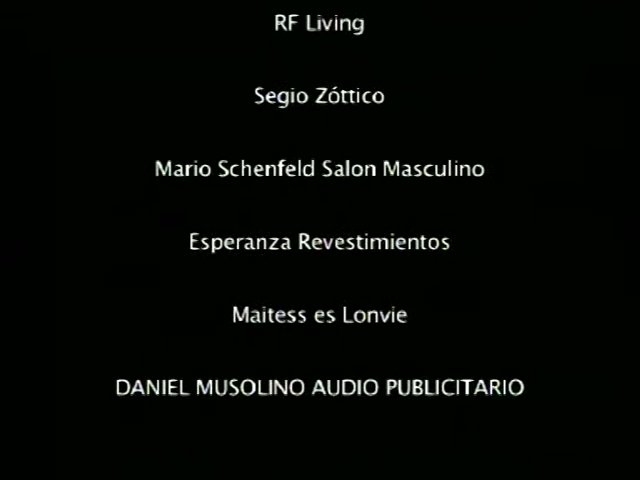 RF Living
Segio Zóttico
Mario Schenfeld Salon Masculino
Esperanza Revestimientos
Maitess es Lonvie
DANIEL MUSOLINO AUDIO PUBLICITARIO